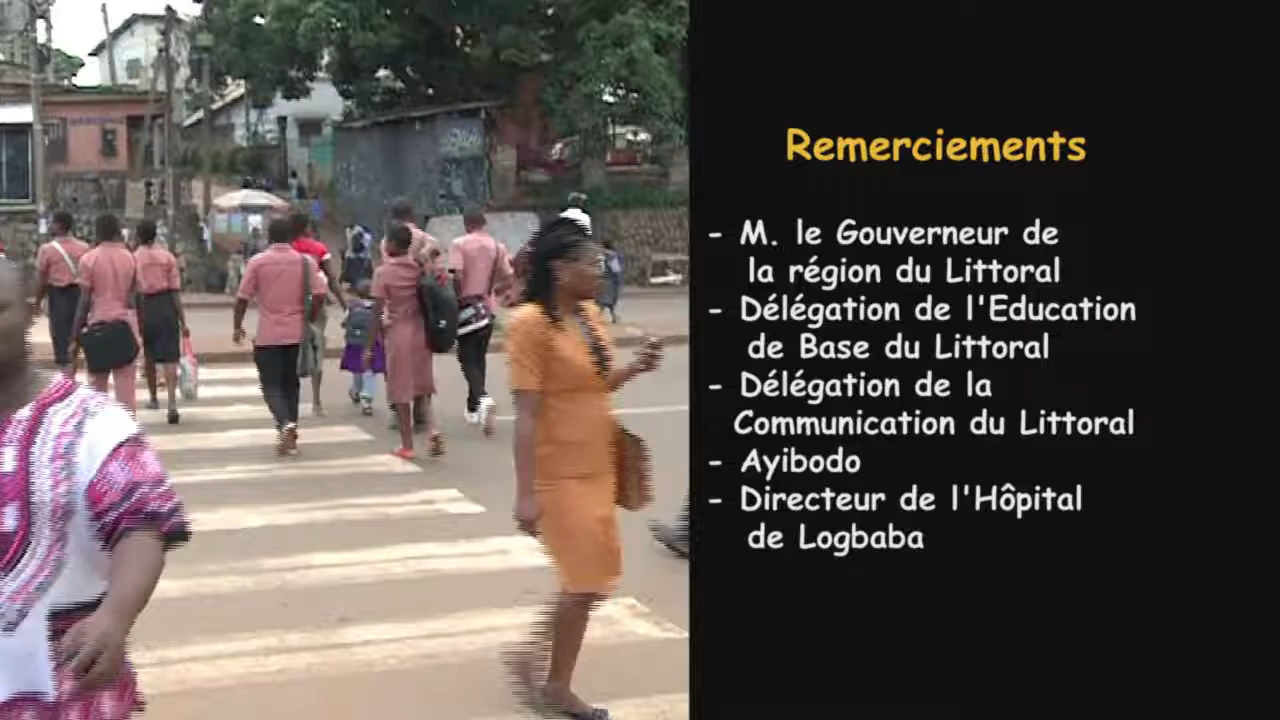 Remerciements
- M. le Gouverneur de
la région du Littoral
- Délégation de l'Education
de Base du Littoral
- Délégation de la
Communication du Littoral
- Ayibodo
- Directeur de l'Hôpital
de Logbaba